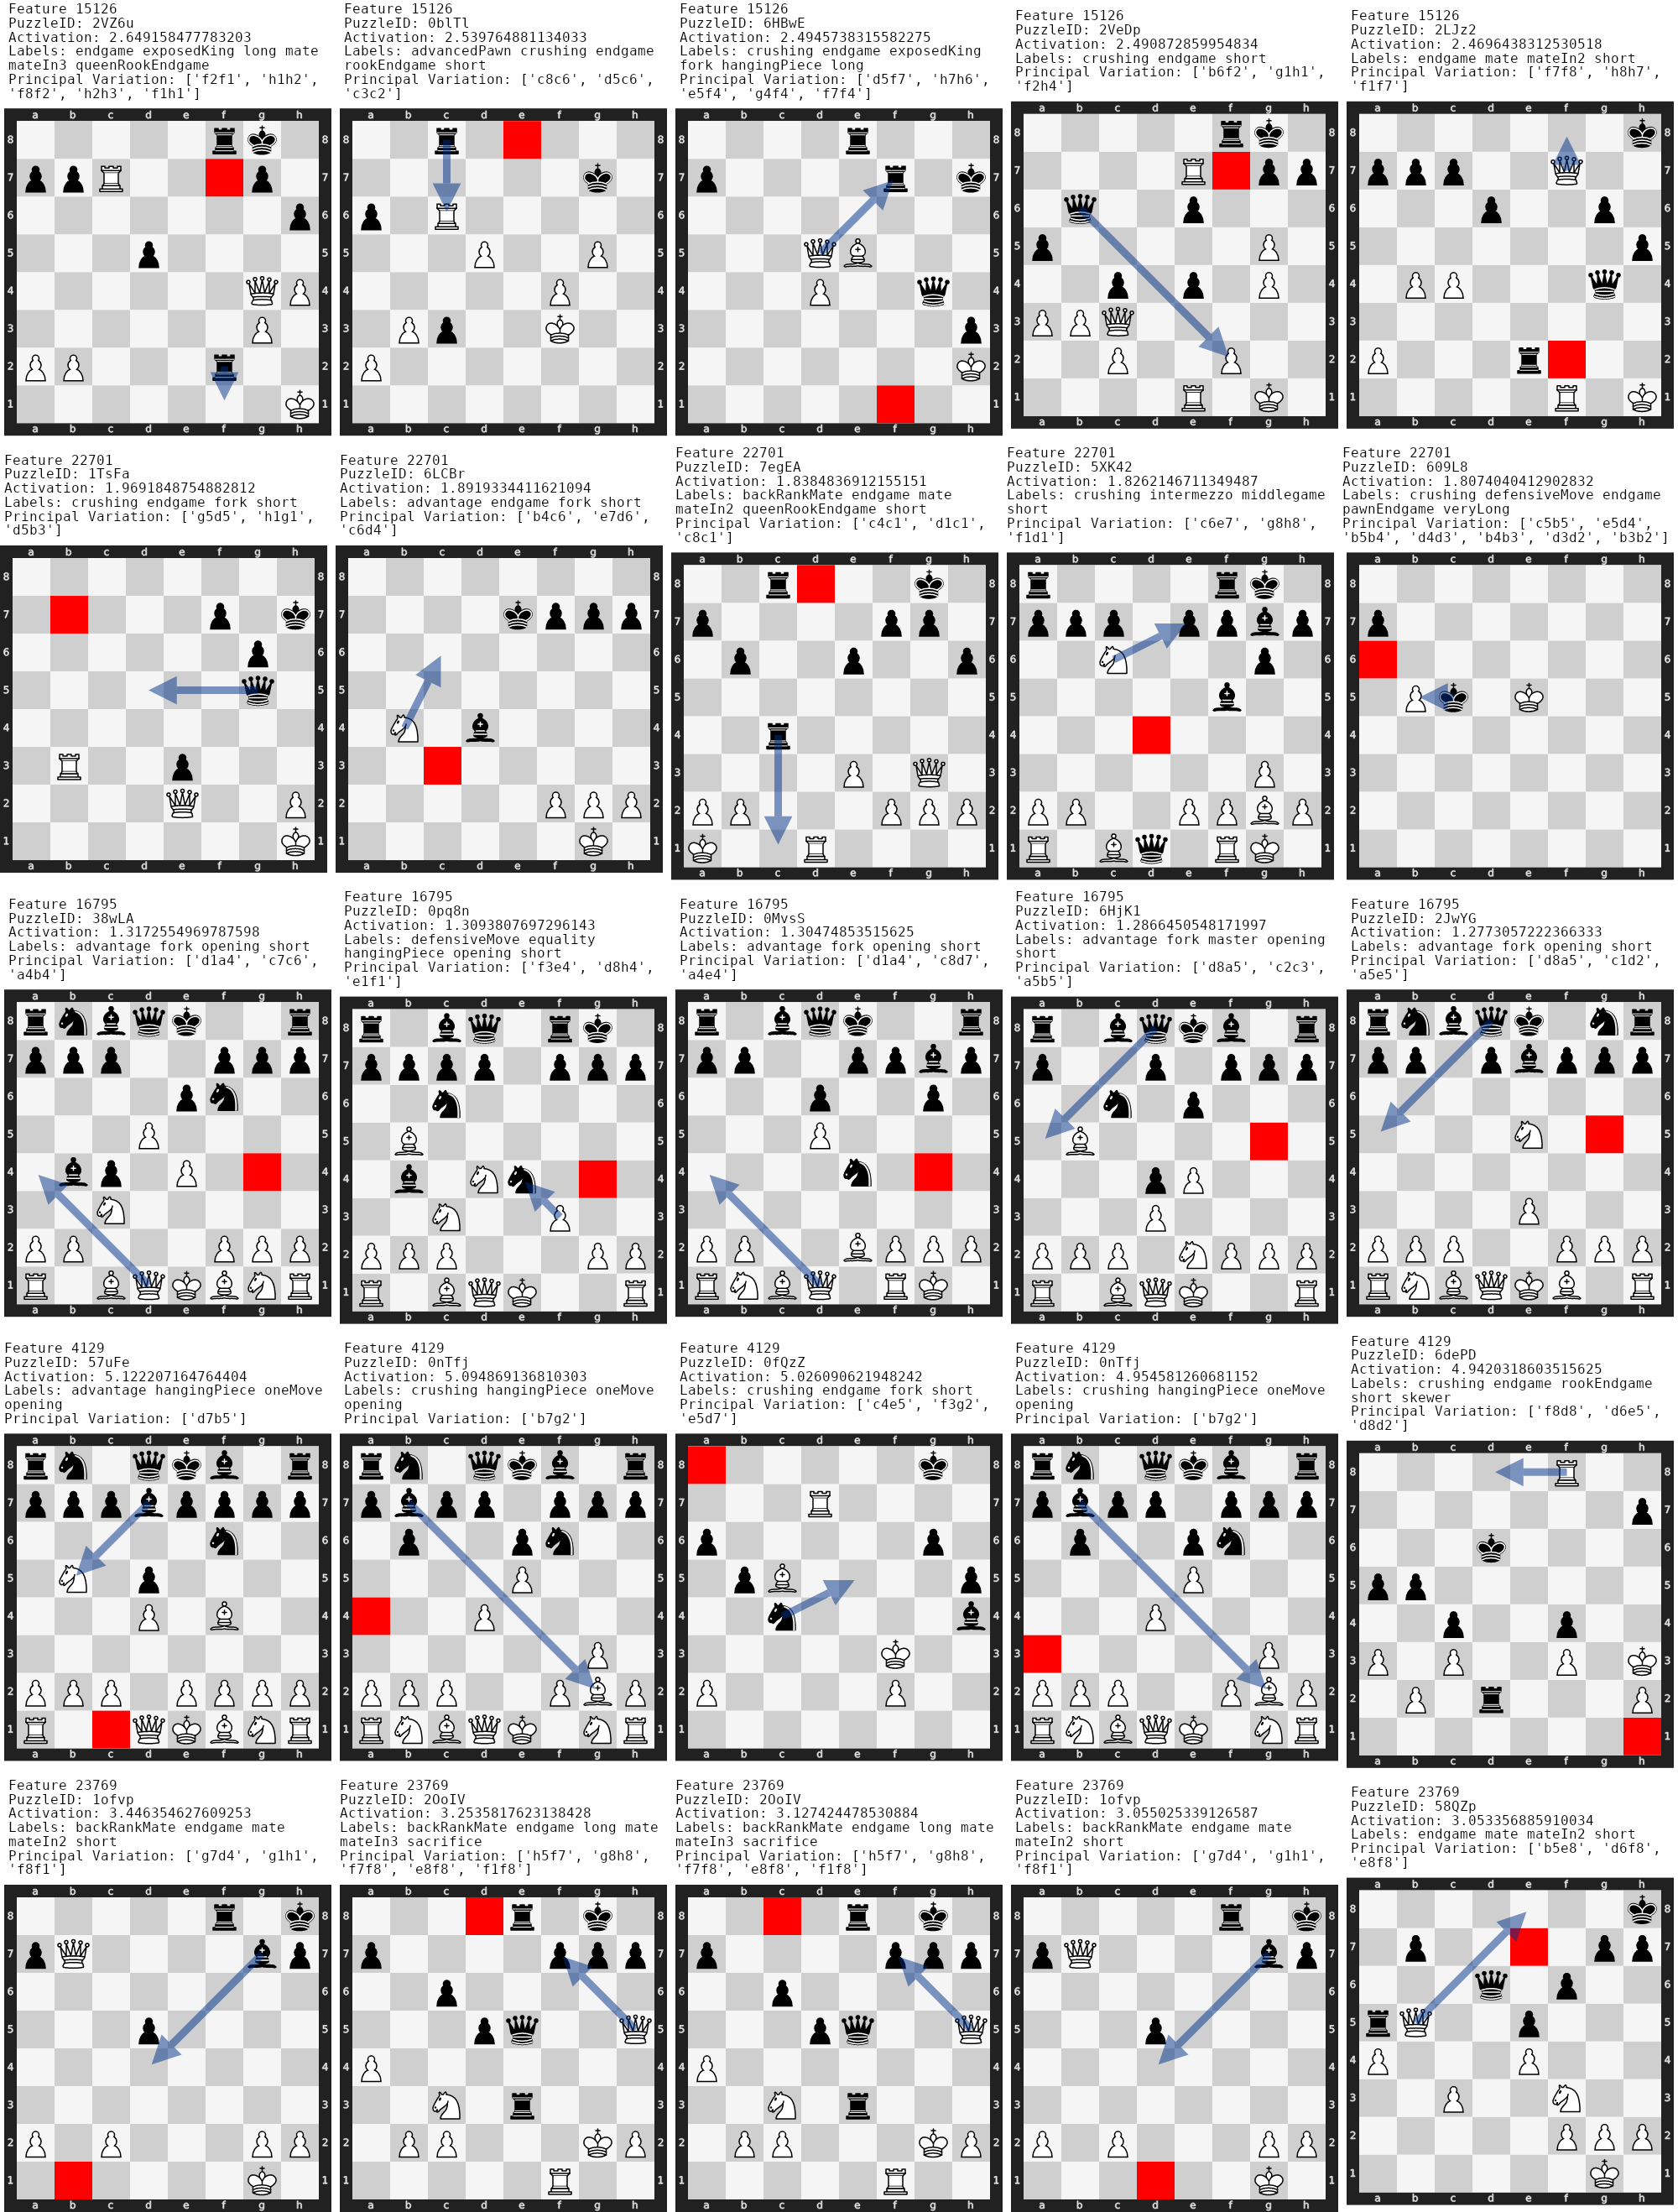 Feature 15126
PuzzleID: 2VZ6u
Activation: 2.649158477783203
Labels: endgame exposedKing long mate
mateIn3 queenRookEndgame
Principal Variation: ['f2f1', 'h1h2',
'f8f2', 'h2h3', 'f1h1']
Feature 15126
PuzzleID: 0blTl
Activation: 2.539764881134033
Labels: advancedPawn crushing endgame
rookEndgame short
Principal Variation: ['c8c6', 'd5c6',
'c3c2']
Feature 15126
PuzzleID: 6HBwE
Activation: 2.4945738315582275
Labels: crushing endgame exposedKing
fork hangingPiece long
Principal Variation: ['d5f7', 'h7h6',
'e5f4', 'g4f4', 'f7f4']
Feature 15126
PuzzleID: 2VeDp
Activation: 2.490872859954834
Labels: crushing endgame short
Principal Variation: ['b6f2', 'g1h1',
'f2h4']
Feature 15126
PuzzleID: 2LJz2
Activation: 2.4696438312530518
Labels: endgame mate mateIn2 short
Principal Variation: ['f7f8', 'h8h7',
'f1f7']
Feature 22701
PuzzleID: 1TsFa
Activation: 1.9691848754882812
Labels: crushing endgame fork short
Principal Variation: ['g5d5', 'h1g1',
'd5b3']
Feature 22701
PuzzleID: 6LCBr
Activation: 1.8919334411621094
Labels: advantage endgame fork short
Principal Variation: ['b4c6', 'e7d6',
'c6d4']
Feature 22701
PuzzleID: 7egEA
Activation: 1.8384836912155151
Labels: backRankMate endgame mate
mateIn2 queenRookEndgame short
Principal Variation: ['c4c1', 'd1c1',
'c8c1']
Feature 22701
PuzzleID: 5XK42
Activation: 1.8262146711349487
Labels: crushing intermezzo middlegame
short
Principal Variation: ['c6e7', 'g8h8',
'f1d1']
Feature 22701
PuzzleID: 609L8
Activation: 1.8074040412902832
Labels: crushing defensiveMove endgame
pawnEndgame veryLong
Principal Variation: ['c5b5', 'e5d4',
'b5b4', 'd4d3', 'b4b3', 'd3d2', 'b3b2']
Feature 16795
PuzzleID: 38wLA
Activation: 1.3172554969787598
Labels: advantage fork opening short
Principal Variation: ['d1a4', 'c7c6',
'a4b4']
Feature 16795
PuzzleID: 0pq8n
Activation: 1.3093807697296143
Labels: defensiveMove equality
hangingPiece opening short
Principal Variation: ['f3e4', 'd8h4',
'e1f1']
Feature 16795
PuzzleID: 0MvsS
Activation: 1.30474853515625
Labels: advantage fork opening short
Principal Variation: ['d1a4', 'c8d7',
'a4e4']
Feature 16795
PuzzleID: 6HjK1
Activation: 1.2866450548171997
Labels: advantage fork master opening
short
Principal Variation: ['d8a5', 'c2c3',
'a5b5']
Feature 16795
PuzzleID: 2JwYG
Activation: 1.2773057222366333
Labels: advantage fork opening short
Principal Variation: ['d8a5', 'c1d2',
'a5e5']
Feature 4129
PuzzleID: 57uFe
Activation: 5.122207164764404
Labels: advantage hangingPiece oneMove
opening
Principal Variation: ['d7b5']
Feature 4129
PuzzleID: 0nTfj
Activation: 5.094869136810303
Labels: crushing hangingPiece oneMove
opening
Principal Variation: ['b7g2']
Feature 4129
PuzzleID: 0fQzZ
Activation: 5.026090621948242
Labels: crushing endgame fork short
Principal Variation: ['c4e5', 'f3g2',
'e5d7']
Feature 4129
PuzzleID: 0nTfj
Activation: 4.954581260681152
Labels: crushing hangingPiece oneMove
opening
Principal Variation: ['b7g2']
Feature 4129
PuzzleID: 6dePD
Activation: 4.9420318603515625
Labels: crushing endgame rookEndgame
short skewer
Principal Variation: ['f8d8', 'd6e5',
'd8d2']
Feature 23769
PuzzleID: 1ofvp
Activation: 3.446354627609253
Labels: backRankMate endgame mate
mateIn2 short
Principal Variation: ['g7d4', 'g1h1',
'f8f1']
Feature 23769
PuzzleID: 2OoIV
Activation: 3.2535817623138428
Labels: backRankMate endgame long mate
mateIn3 sacrifice
Principal Variation: ['h5f7', 'g8h8',
'f7f8', 'e8f8', 'f1f8']
Feature 23769
PuzzleID: 2OoIV
Activation: 3.127424478530884
Labels: backRankMate endgame long mate
mateIn3 sacrifice
Principal Variation: ['h5f7', 'g8h8',
'f7f8', 'e8f8', 'f1f8']
Feature 23769
PuzzleID: 1ofvp
Activation: 3.055025339126587
Labels: backRankMate endgame mate
mateIn2 short
Principal Variation: ['g7d4', 'g1h1',
'f8f1']
Feature 23769
PuzzleID: 58QZp
Activation: 3.053356885910034
Labels: endgame mate mateIn2 short
Principal Variation: ['b5e8', 'd6f8',
'e8f8']